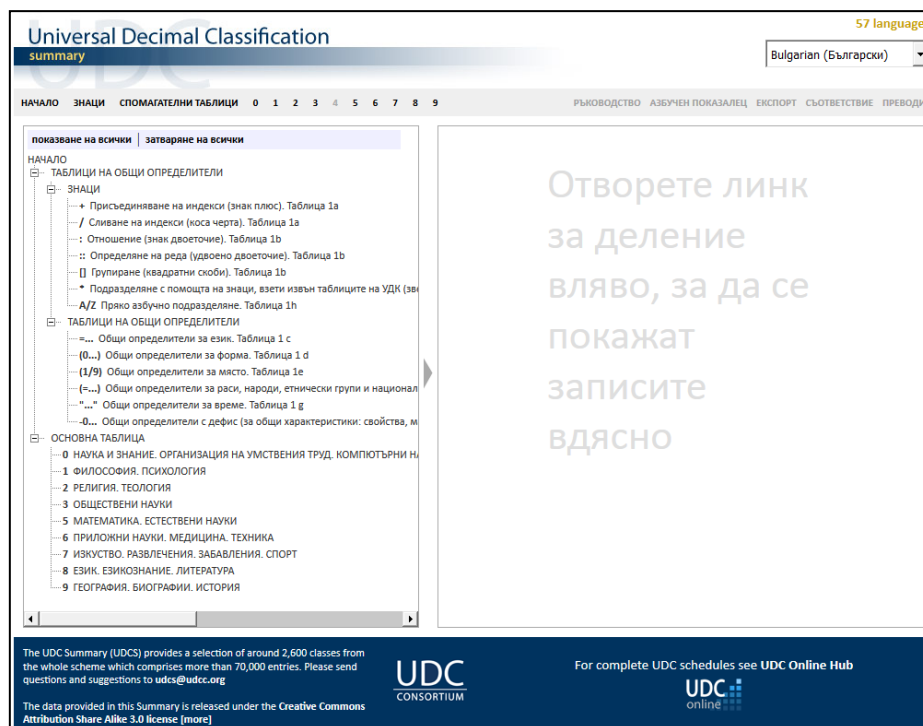 UDC
57 language
Universal Decimal Classification
summary
Bulgarian (Български)
НАЧАЛО ЗНАЦИ СПОМАГАТЕЛНИ ТАБЛИЦИ 0 1 2 3 4 5 6 7 8 9 РЪКОВОДСТВО АЗБУЧЕН ПОКАЗАЛЕЦ ЕКСПОРТ СЪОТВЕТСТВИЕ ПРЕВОДИ
показване на всички | затваряне на всички
НАЧАЛО
ТАБЛИЦИ НА ОБЩИ ОПРЕДЕЛИТЕЛИ
ЗНАЦИ
+ Присъединяване на индекси (знак плюс). Таблица 1a
/ Сливане на индекси (коса черта). Таблица 1a
: Отношение (знак двоеточие). Таблица 1b
:: Определяне на реда (удвоено двоеточие). Таблица 1b
[] Групиране (квадратни скоби). Таблица 1b
* Подразделяне с помощта на знаци, взети извън таблиците на УДК (зве
A/Z Пряко азбучно подразделяне. Таблица 1h
ТАБЛИЦИ НА ОБЩИ ОПРЕДЕЛИТЕЛИ
=... Общи определители за език. Таблица 1 c
(0...) Общи определители за форма. Таблица 1 d
(1/9) Общи определители за място. Таблица 1e
(=...) Общи определители за раси, народи, етнически групи и национал
"..." Общи определители за време. Таблица 1 g
-0... Общи определители с дефис (за общи характеристики: свойства, м
ОСНОВНА ТАБЛИЦА
0 НАУКА И ЗНАНИЕ. ОРГАНИЗАЦИЯ НА УМСТВЕНИЯ ТРУД. КОМПЮТЪРНИ НА
1 ФИЛОСОФИЯ. ПСИХОЛОГИЯ
2 РЕЛИГИЯ. ТЕОЛОГИЯ
3 ОБЩЕСТВЕНИ НАУКИ
5 МАТЕМАТИКА. ЕСТЕСТВЕНИ НАУКИ
6 ПРИЛОЖНИ НАУКИ. МЕДИЦИНА. ТЕХНИКА
7 ИЗКУСТВО. РАЗВЛЕЧЕНИЯ. ЗАБАВЛЕНИЯ. СПОРТ
8 ЕЗИК. ЕЗИКОЗНАНИЕ. ЛИТЕРАТУРА
9 ГЕОГРАФИЯ. БИОГРАФИИ. ИСТОРИЯ
Отворете линк
за деление
вляво, за да се
покажат
записите
вдясно
The UDC Summary (UDCS) provides a selection of around 2,600 classes from
the whole scheme which comprises more than 70,000 entries. Please send
questions and suggestions to udcs@udcc.org
The data provided in this Summary is released under the Creative Commons
Attribution Share Alike 3.0 license [more]
UDC
CONSORTIUM
For complete UDC schedules see UDC Online Hub
UDC
online